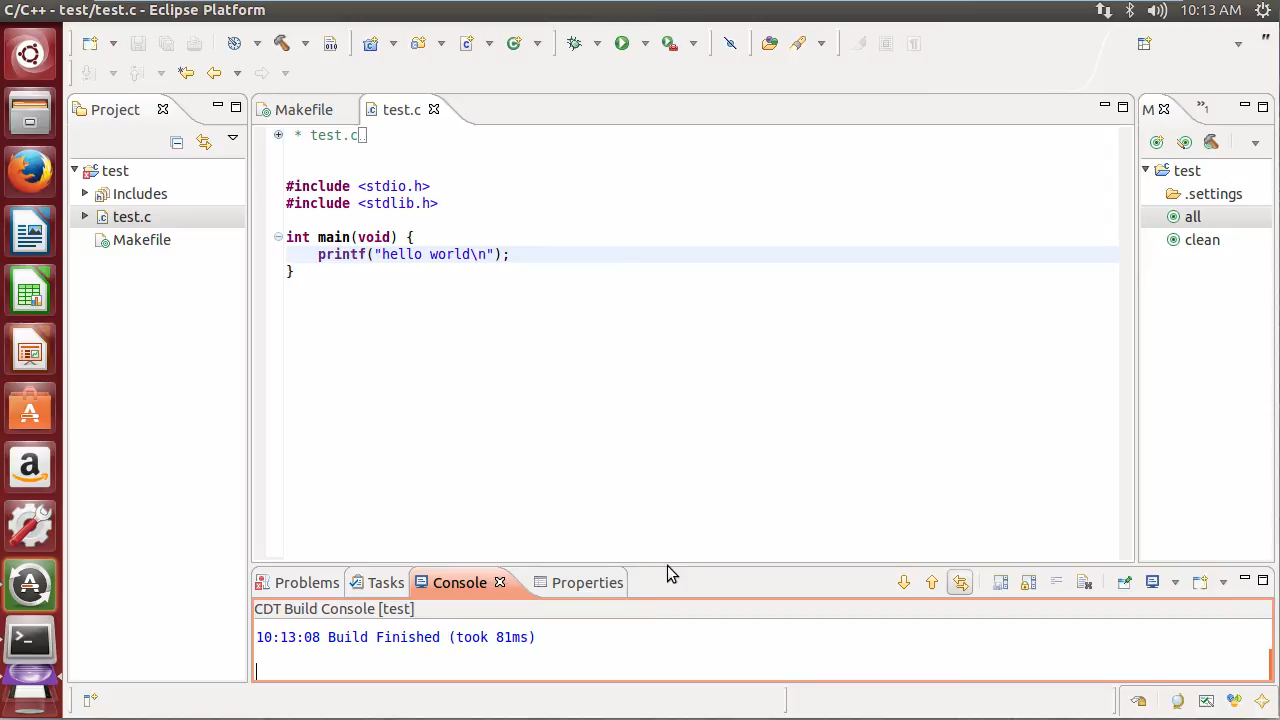 C/C++ - test/test.c - Eclipse Platform
10:13 AM
Project
test
Includes
test.c
Makefile
Makefile
test.c
* test.c
#include <stdio.h>
#include <stdlib.h>
int main(void) {
printf("hello world\n");
}
M
test
.settings
all
clean
Problems
Tasks
Console
Properties
CDT Build Console [test]
10:13:08 Build Finished (took 81ms)